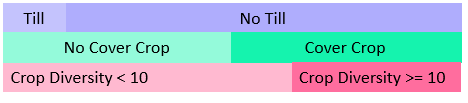 Till No Till
No Cover Crop Cover Crop
Crop Diversity < 10 Crop Diversity >= 10